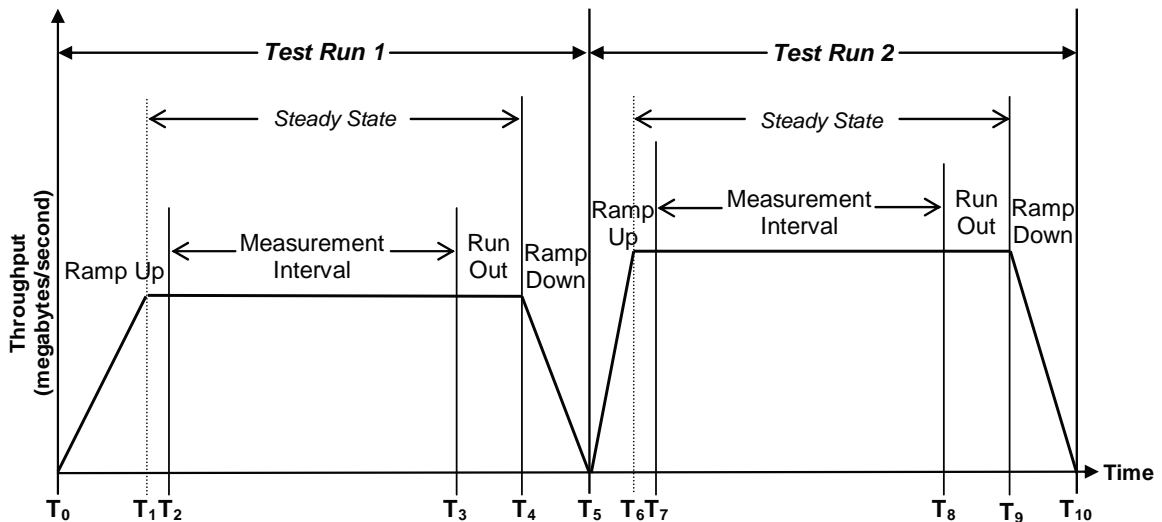 Test Run 1
Test Run 2
Steady State
Steady State
Ramp Up
Measurement
Interval
Run
Out
Ramp
Down
Ramp
Up
Measurement
Interval
Run
Out
Ramp
Down
Throughput
(megabytes/second)
Time
T₀ T₁ T₂ T₃ T₄ T₅ T₆ T₇ T₈ T₉ T₁₀